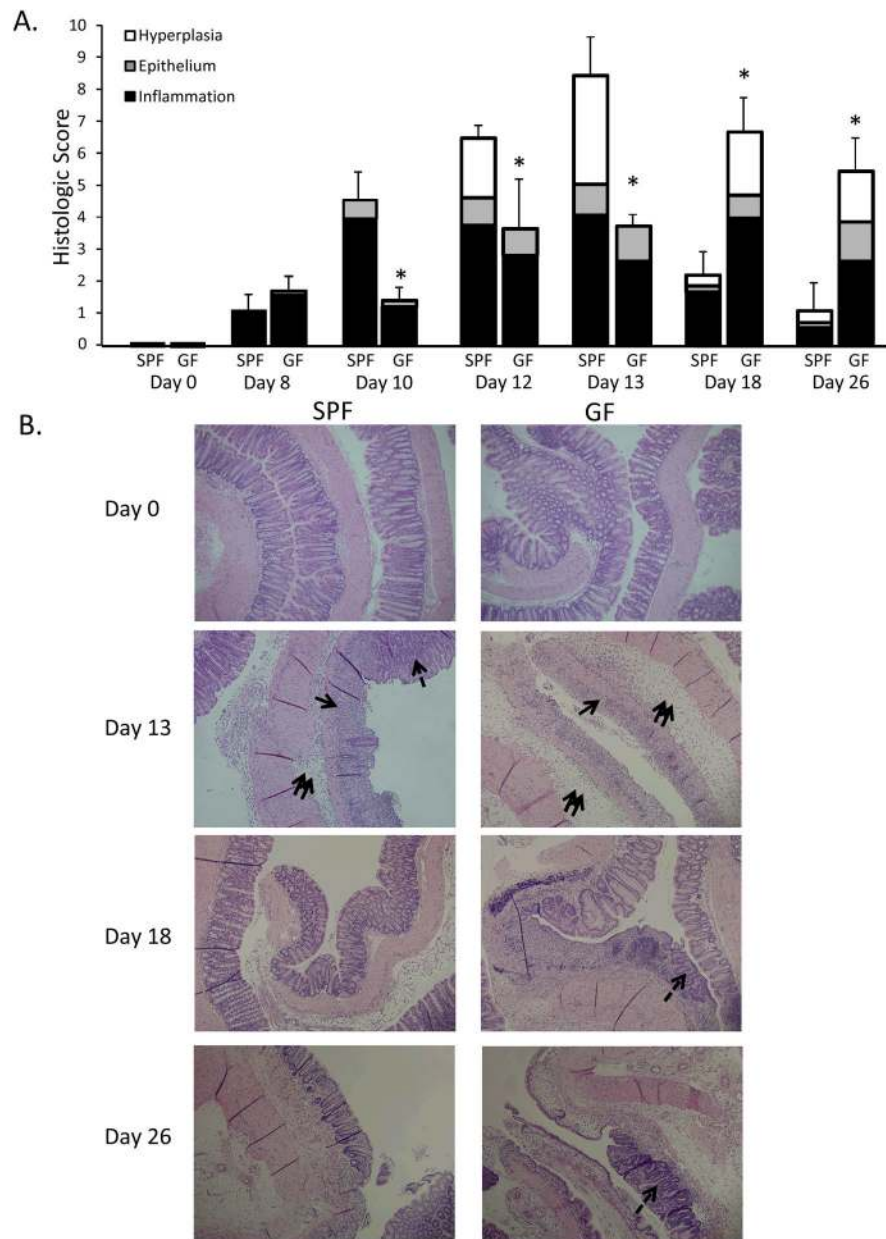 A.
10
9
8
7
6
5
4
3
2
1
0
Histologic Score
Hyperplasia
Epithelium
Inflammation
*
*
*
*
*
SPF GF SPF GF SPF GF SPF GF SPF GF SPF GF SPF GF
Day 0 Day 8 Day 10 Day 12 Day 13 Day 18 Day 26
B.
SPF GF
Day 0
Day 13
Day 18
Day 26